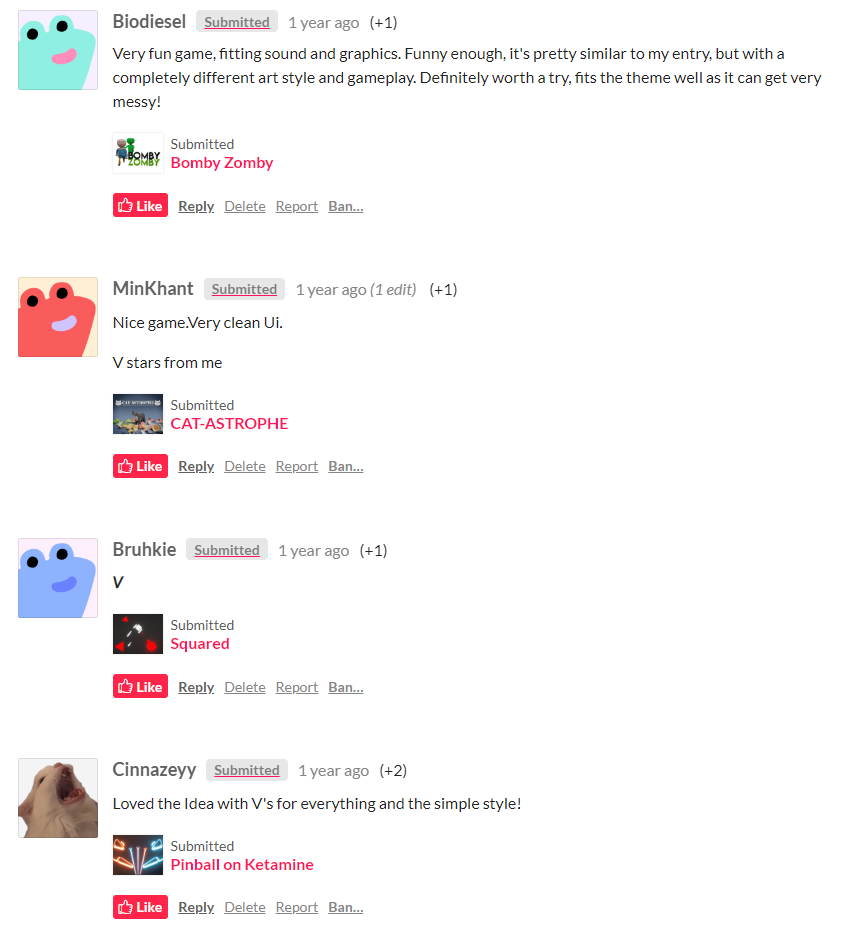 Biodiesel Submitted 1 year ago (+1)
Very fun game, fitting sound and graphics. Funny enough, it's pretty similar to my entry, but with a
completely different art style and gameplay. Definitely worth a try, fits the theme well as it can get very
messy!
BOMBY
ZOMBY
Submitted
Bomby Zomby
Like Reply Delete Report Ban...
MinKhant Submitted 1 year ago (1 edit) (+1)
Nice game.Very clean Ui.
V stars from me
CAT-ASTROPHE
Submitted
CAT-ASTROPHE
Like Reply Delete Report Ban...
Bruhkie Submitted 1 year ago (+1)
V
Submitted
Squared
Like Reply Delete Report Ban...
Cinnazeyy Submitted 1 year ago (+2)
Loved the Idea with V's for everything and the simple style!
Submitted
Pinball on Ketamine
Like Reply Delete Report Ban...